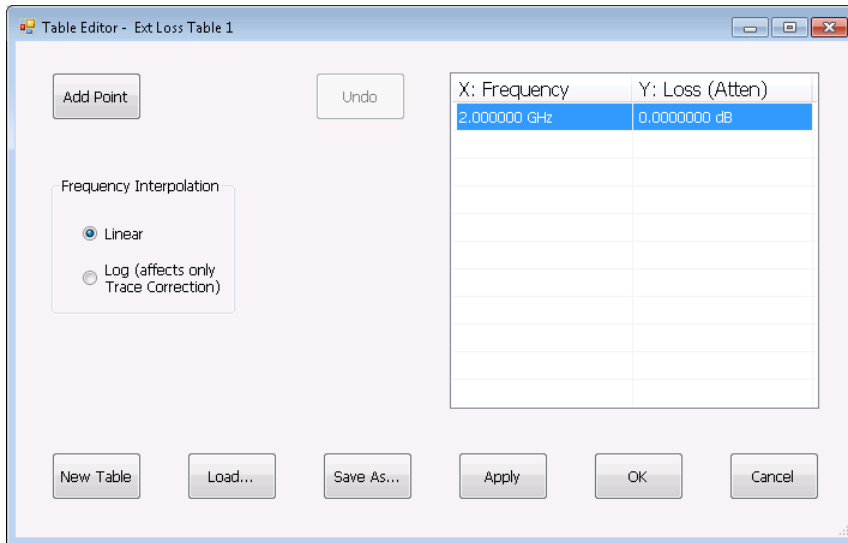 Table Editor - Ext Loss Table 1
Add Point
Undo
X: Frequency Y: Loss (Atten)
2.000000 GHz 0.0000000 dB
Frequency Interpolation
Linear
Log (affects only
Trace Correction)
New Table Load... Save As... Apply OK Cancel